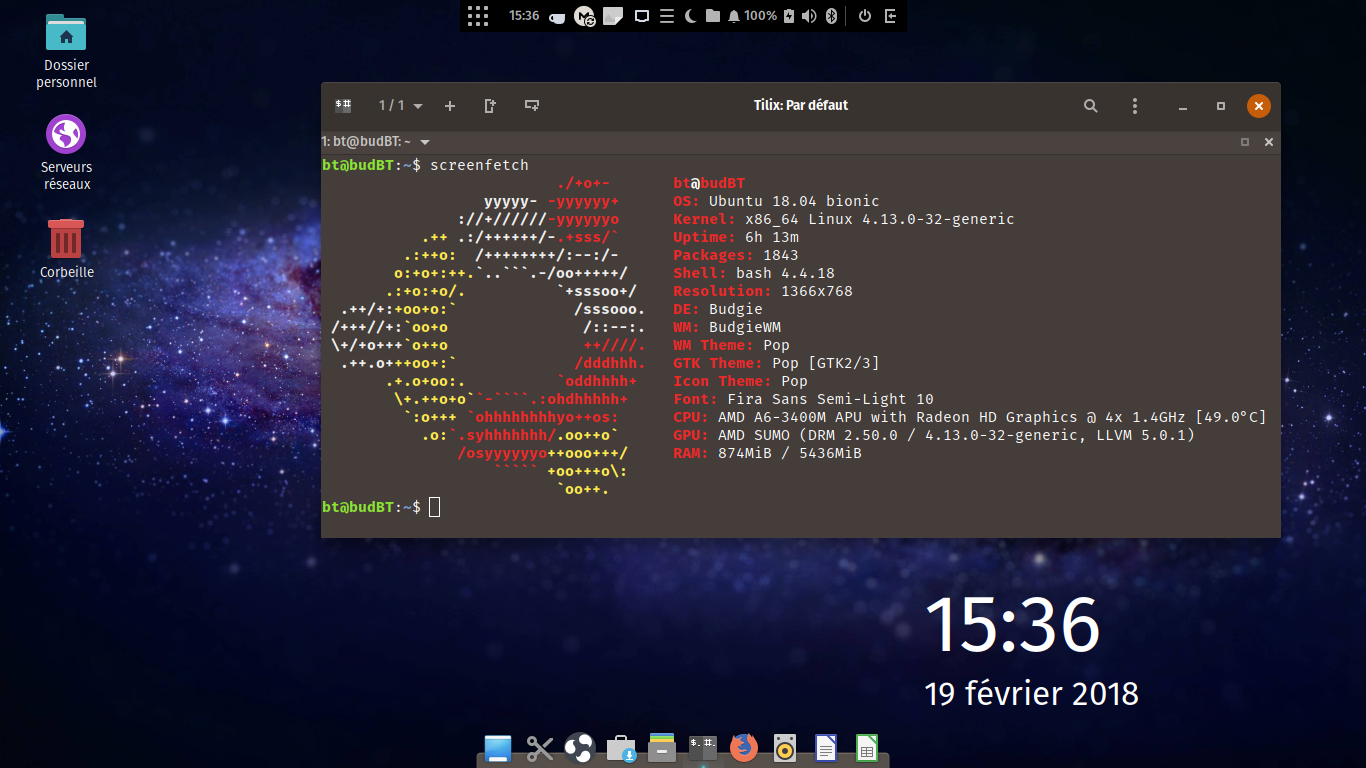 15:36
100%
Dossier
personnel
Serveurs
réseaux
Corbeille
1 / 1
Tilix: Par défaut
1: bt@budBT: ~
bt@budBT:~$ screenfetch
./+o+- bt@budBT
yyyyy- -yyyyyy+ OS: Ubuntu 18.04 bionic
://+//////-yyyyyyo Kernel: x86_64 Linux 4.13.0-32-generic
.++ .:/++++++/-.+sss/` Uptime: 6h 13m
.:++o: /++++++++/:--:/- Packages: 1843
o:+o+:++.`..```.-/oo+++++/ Shell: bash 4.4.18
.:+o:+o/. `+sssoo+/ Resolution: 1366x768
.++/+:+oo+o:` /sssooo. DE: Budgie
/+++//+:`oo+o /::--:. WM: BudgieWM
\+/+o+++`o++o ++////. WM Theme: Pop
.++.o+++oo+:` /dddhhh. GTK Theme: Pop [GTK2/3]
.+.o+oo:. `oddhhhh+ Icon Theme: Pop
\+.++o+o``-````.:ohdhhhhh+ Font: Fira Sans Semi-Light 10
`:o+++ `ohhhhhhhhyo++os: CPU: AMD A6-3400M APU with Radeon HD Graphics @ 4x 1.4GHz [49.0°C]
.o:`.syhhhhhhh/.oo++o` GPU: AMD SUMO (DRM 2.50.0 / 4.13.0-32-generic, LLVM 5.0.1)
/osyyyyyyo++ooo+++/ RAM: 874MiB / 5436MiB
````` +oo+++o\:
`oo++.
bt@budBT:~$
15:36
19 février 2018